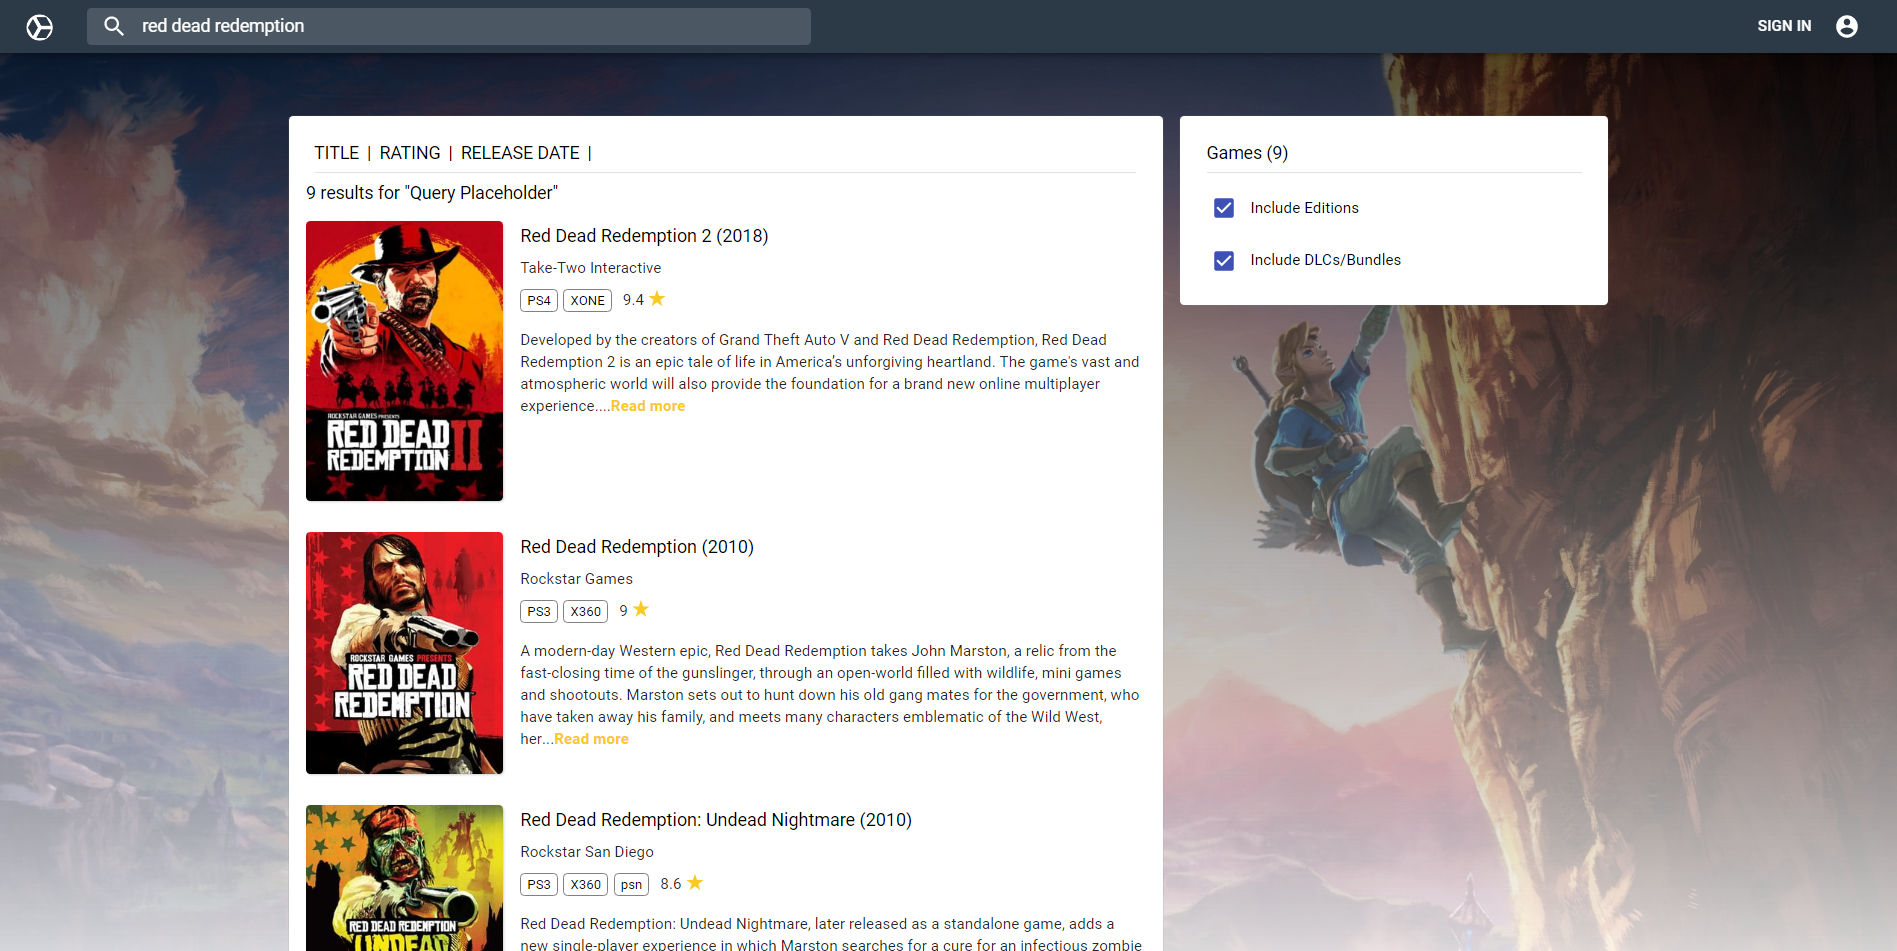 red dead redemption
SIGN IN
TITLE | RATING | RELEASE DATE |
9 results for "Query Placeholder"
Red Dead Redemption 2 (2018)
Take-Two Interactive
PS4 XONE 9.4
Developed by the creators of Grand Theft Auto V and Red Dead Redemption, Red Dead
Redemption 2 is an epic tale of life in America’s unforgiving heartland. The game's vast and
atmospheric world will also provide the foundation for a brand new online multiplayer
experience....Read more
ROCKSTAR GAMES PRESENTS
RED DEAD
REDEMPTION II
Red Dead Redemption (2010)
Rockstar Games
PS3 X360 9
A modern-day Western epic, Red Dead Redemption takes John Marston, a relic from the
fast-closing time of the gunslinger, through an open-world filled with wildlife, mini games
and shootouts. Marston sets out to hunt down his old gang mates for the government, who
have taken away his family, and meets many characters emblematic of the Wild West,
her...Read more
ROCKSTAR GAMES PRESENTS
RED DEAD
REDEMPTION
Red Dead Redemption: Undead Nightmare (2010)
Rockstar San Diego
PS3 X360 psn 8.6
Red Dead Redemption: Undead Nightmare, later released as a standalone game, adds a
new single-player experience in which Marston searches for a cure for an infectious zombie
RED DEAD REDEMPTION
UNDEAD
Games (9)
Include Editions
Include DLCs/Bundles